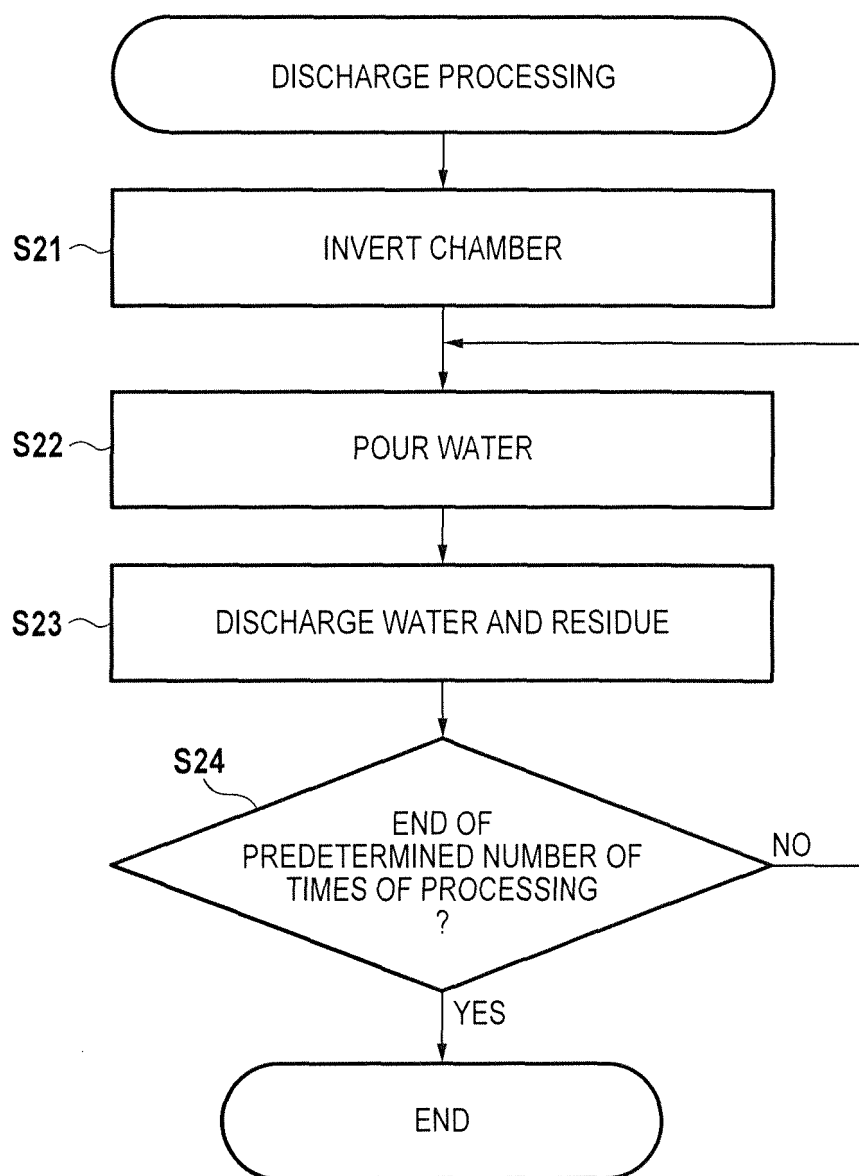 DISCHARGE PROCESSING
S21
INVERT CHAMBER
S22
POUR WATER
S23
DISCHARGE WATER AND RESIDUE
S24
END OF
PREDETERMINED NUMBER OF
TIMES OF PROCESSING
?
NO
YES
END